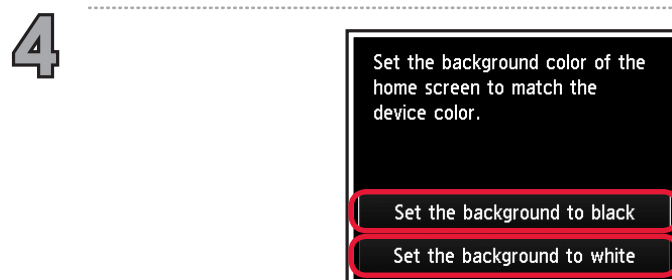 4
Set the background color of the
home screen to match the
device color.
Set the background to black
Set the background to white